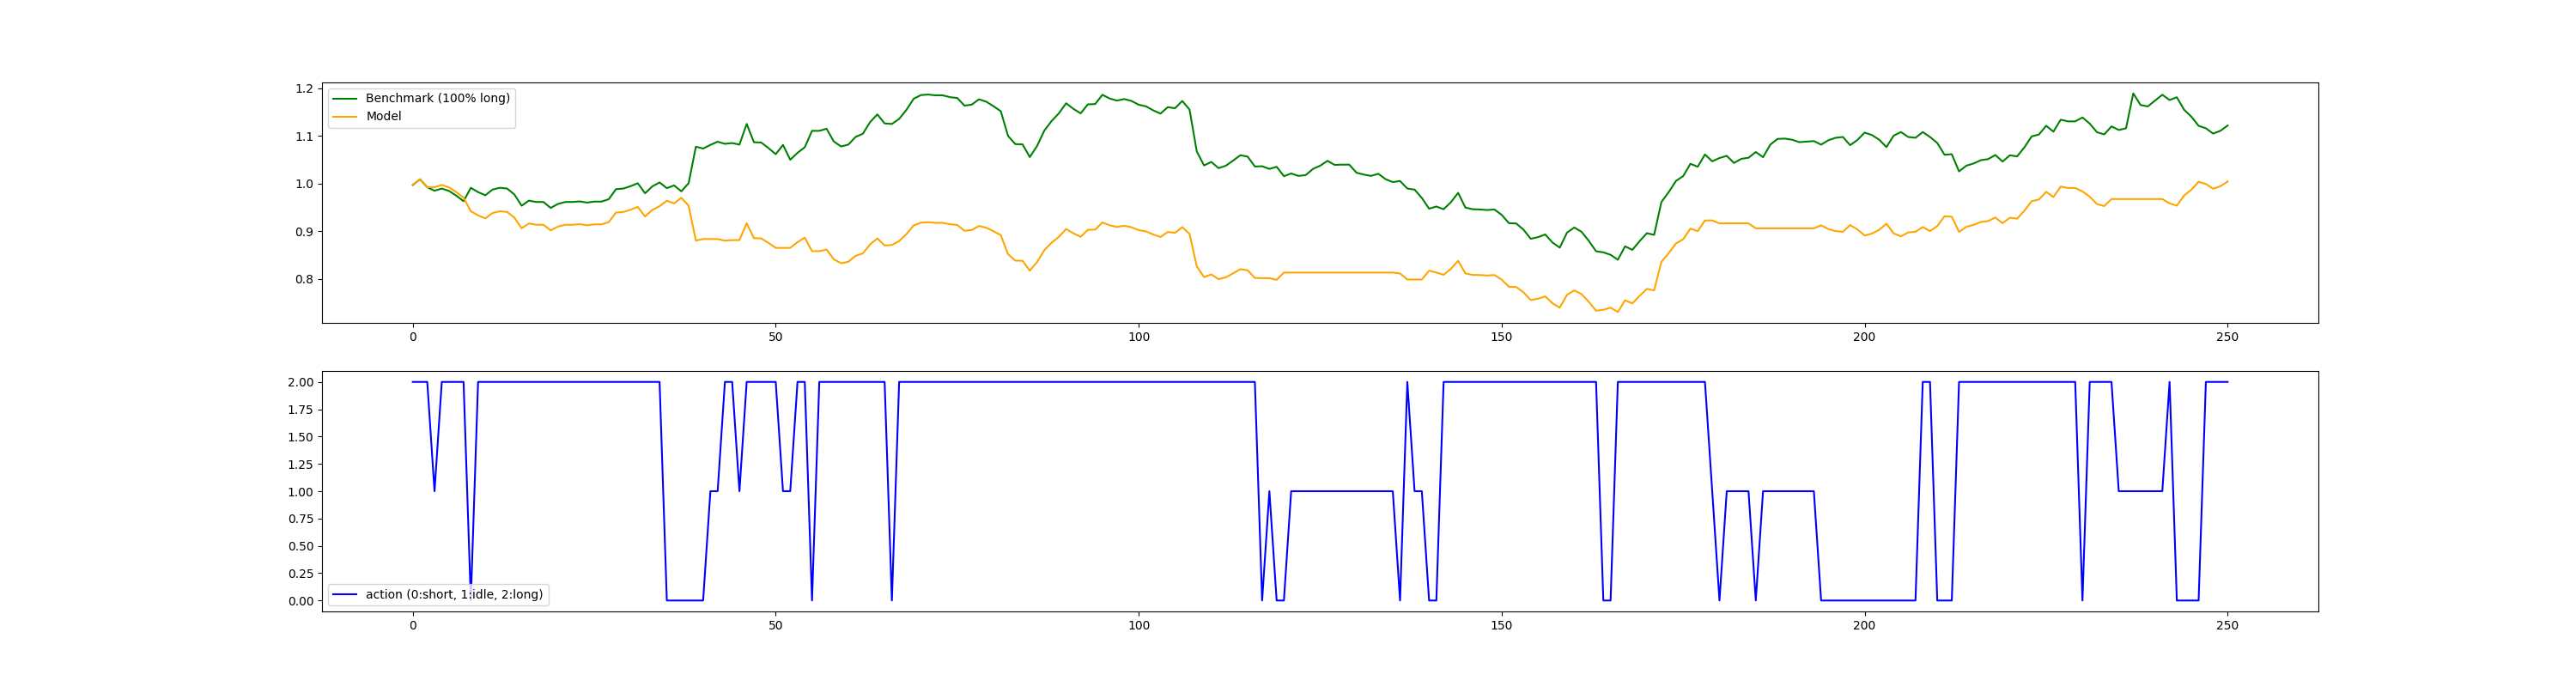 1.2
1.1
1.0
0.9
0.8
Benchmark (100% long)
Model
0 50 100 150 200 250
2.00
1.75
1.50
1.25
1.00
0.75
0.50
0.25
0.00
action (0:short, 1:idle, 2:long)
0 50 100 150 200 250